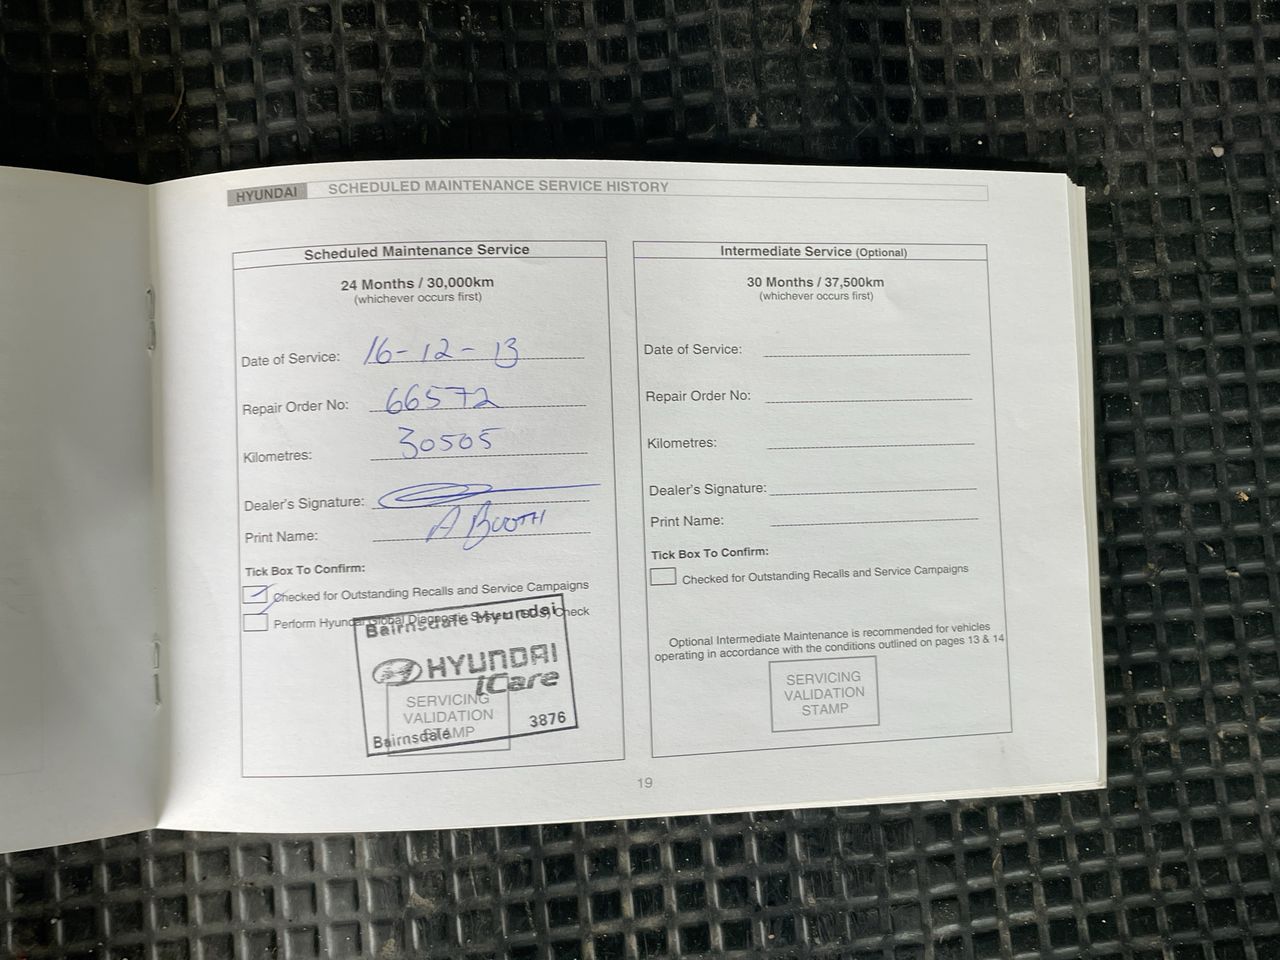 HYUNDAI SCHEDULED MAINTENANCE SERVICE HISTORY
Scheduled Maintenance Service
24 Months / 30,000km
(whichever occurs first)
Date of Service: 16-12-13
Repair Order No: 66572
Kilometres: 30505
Dealer's Signature:
Print Name: A BOOTH
Tick Box To Confirm:
Checked for Outstanding Recalls and Service Campaigns
Perform Hyundai Global Diagnostic System (GDS) Check
Bairnsdale Hyundai
HYUNDAI
iCare
SERVICING
VALIDATION
STAMP
3876
Bairnsdale
Intermediate Service (Optional)
30 Months / 37,500km
(whichever occurs first)
Date of Service:
Repair Order No:
Kilometres:
Dealer's Signature:
Print Name:
Tick Box To Confirm:
Checked for Outstanding Recalls and Service Campaigns
Optional Intermediate Maintenance is recommended for vehicles
operating in accordance with the conditions outlined on pages 13 & 14
SERVICING
VALIDATION
STAMP
19